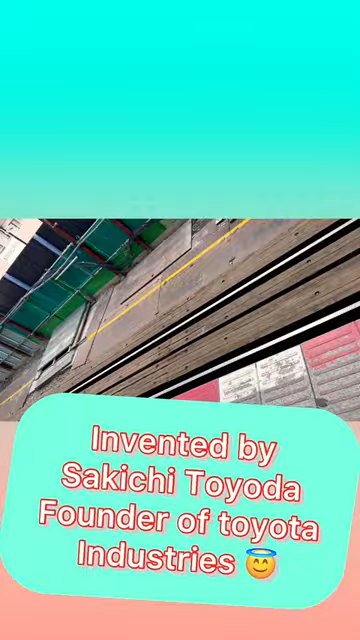 Invented by
Sakichi Toyoda
Founder of toyota
Industries 😇